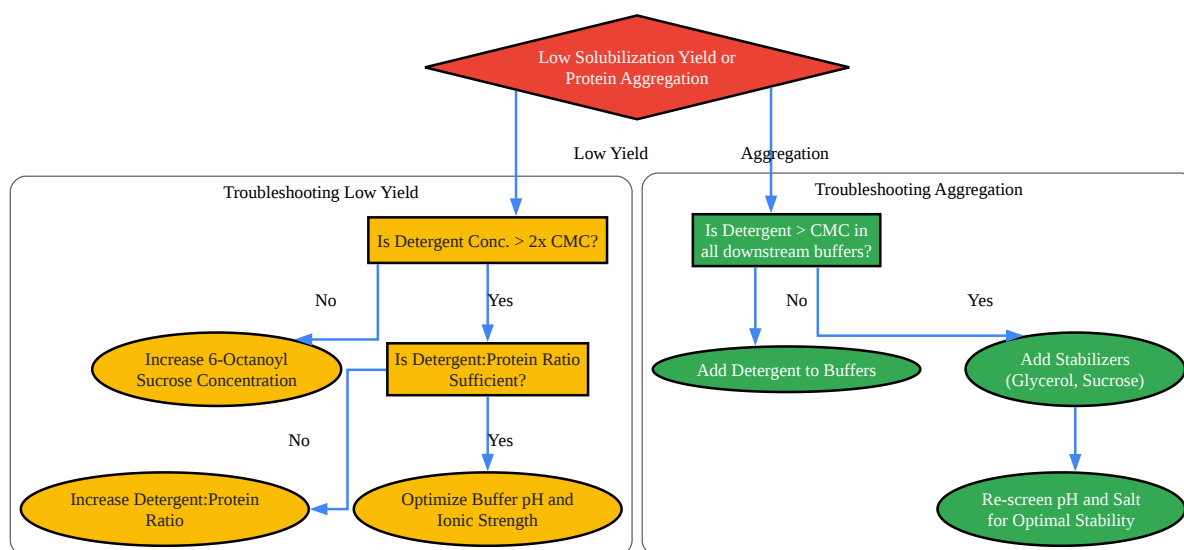 Low Solubilization Yield or
Protein Aggregation
Low Yield
Aggregation
Troubleshooting Low Yield
Troubleshooting Aggregation
Is Detergent Conc. > 2x CMC?
Is Detergent > CMC in
all downstream buffers?
No
Yes
No
Yes
Increase 6-Octanoyl
Sucrose Concentration
Is Detergent:Protein Ratio
Sufficient?
Add Detergent to Buffers
Add Stabilizers
(Glycerol, Sucrose)
No
Yes
Increase Detergent:Protein
Ratio
Optimize Buffer pH and
Ionic Strength
Re-screen pH and Salt
for Optimal Stability